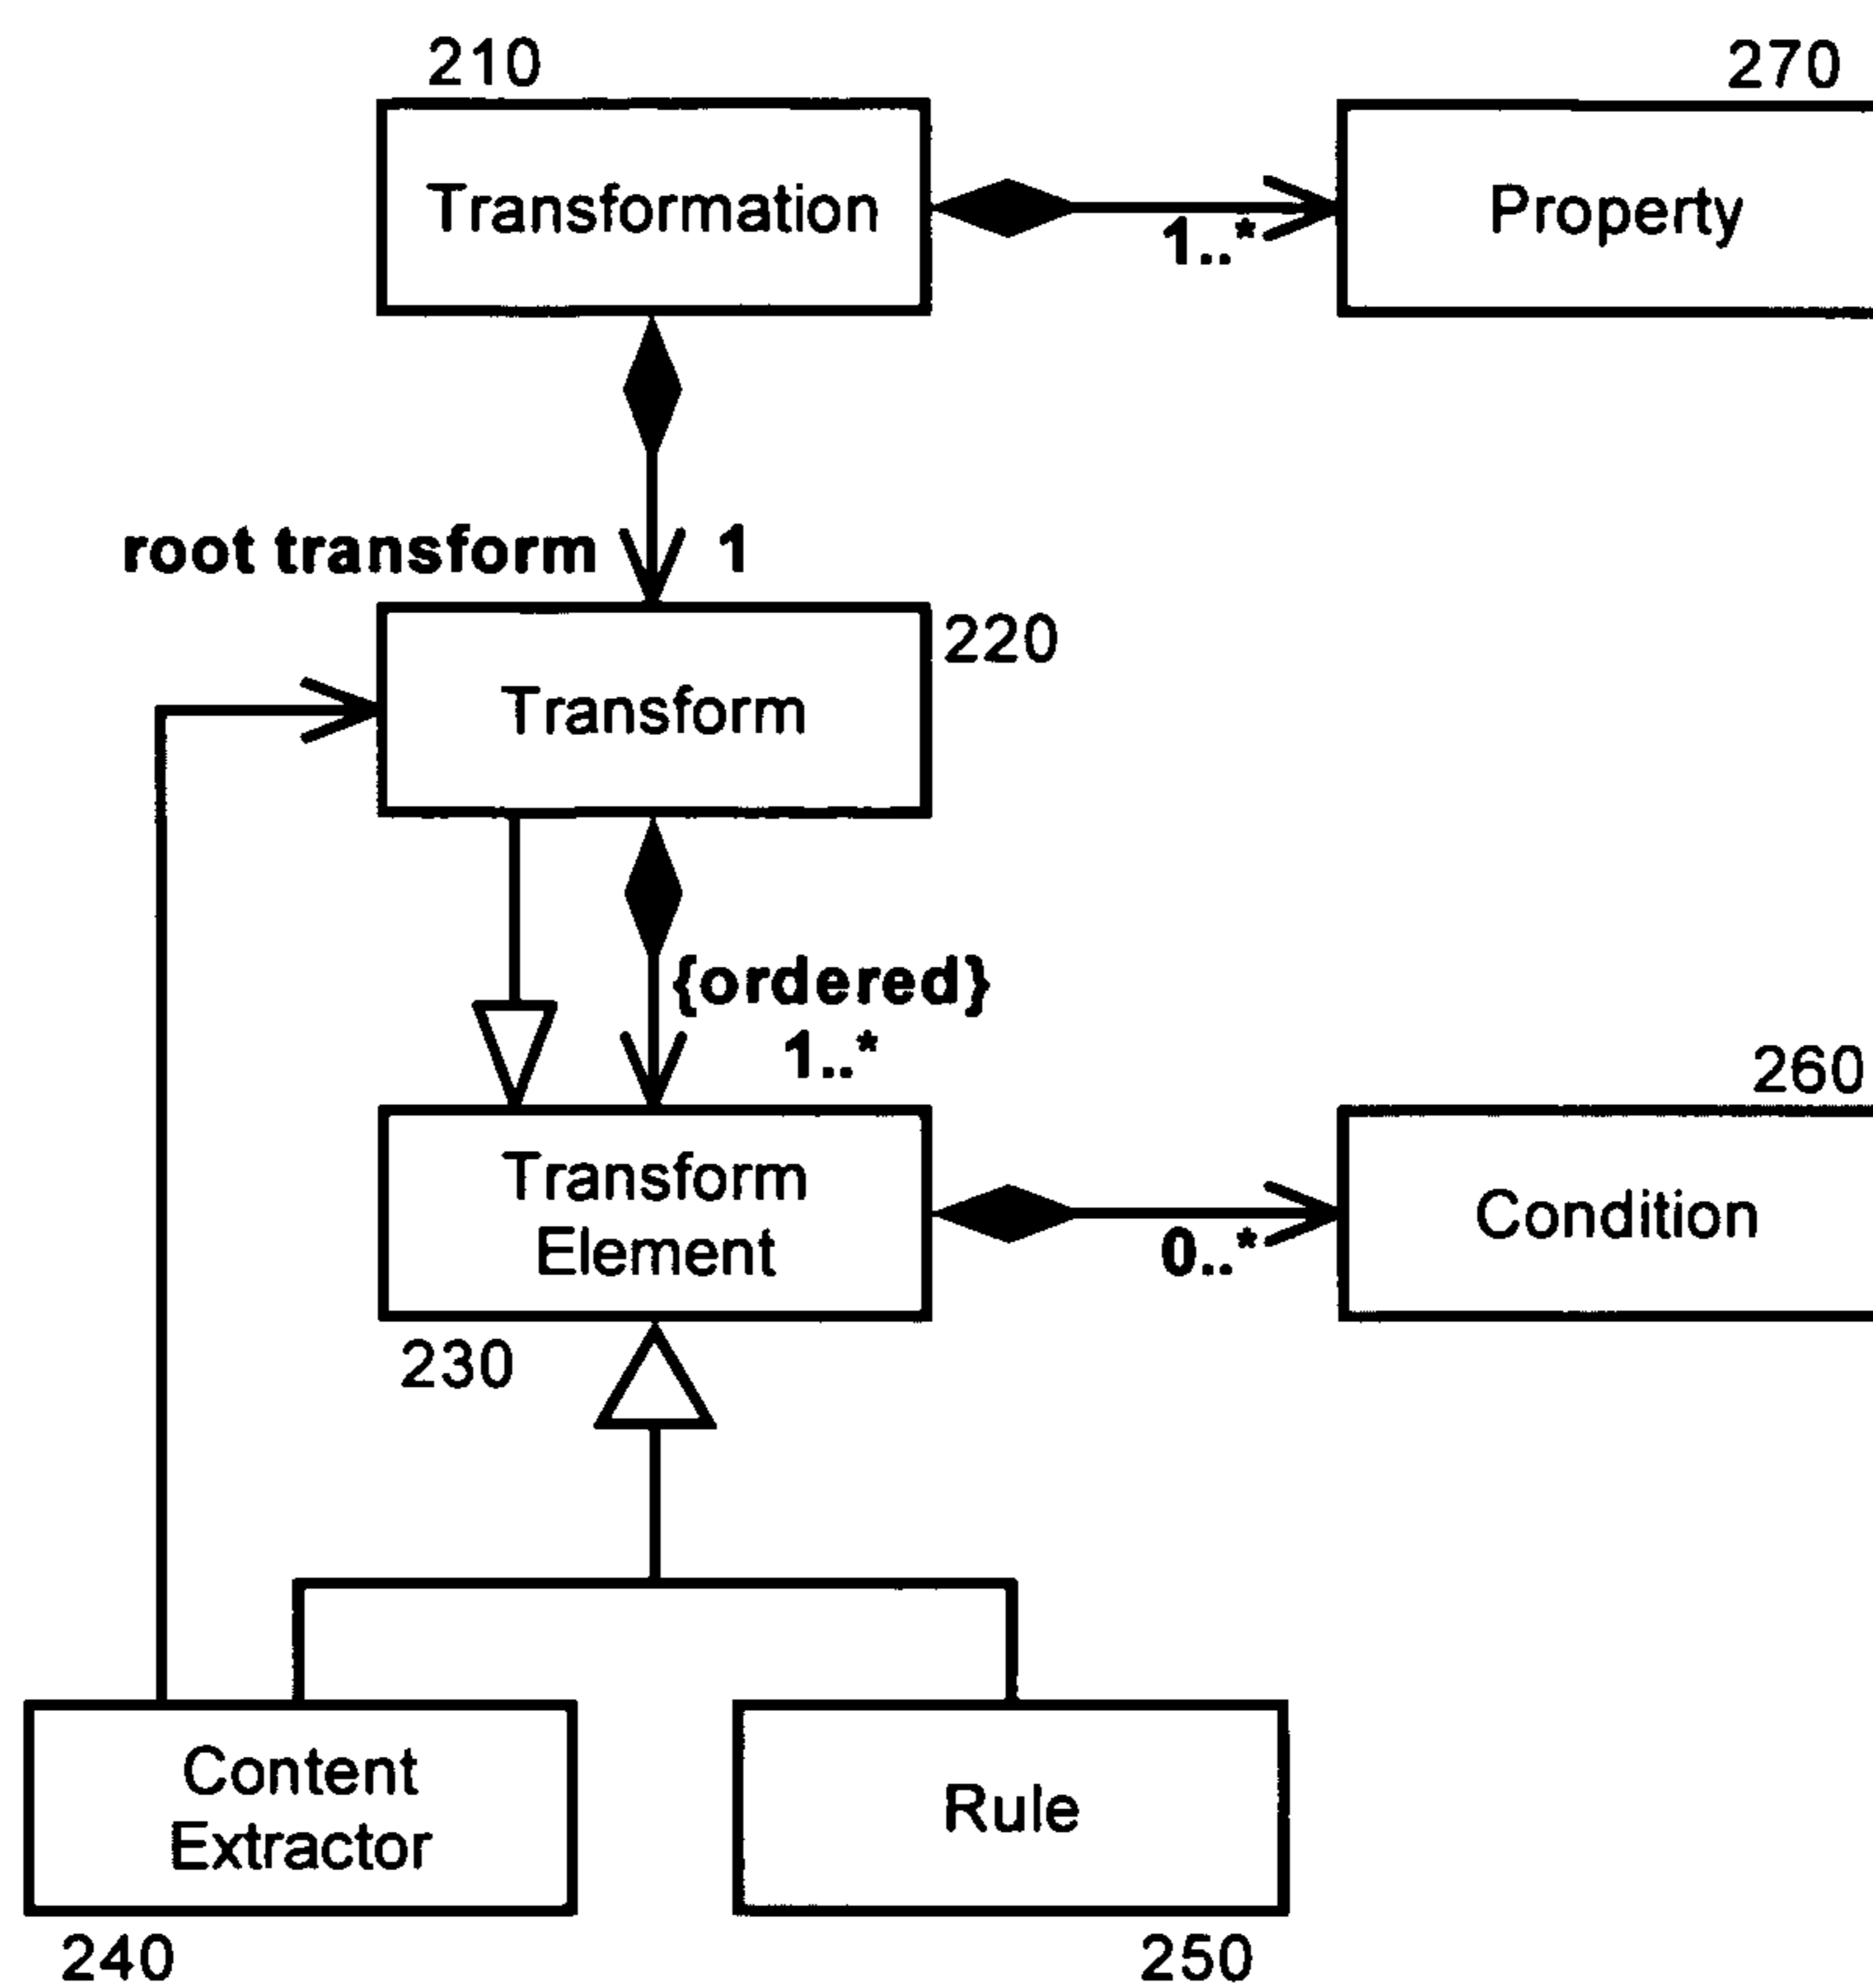 210
270
Transformation
1..*
Property
root transform
1
220
Transform
{ordered}
1..*
260
Transform
Element
0..*
Condition
230
Content
Extractor
Rule
240
250